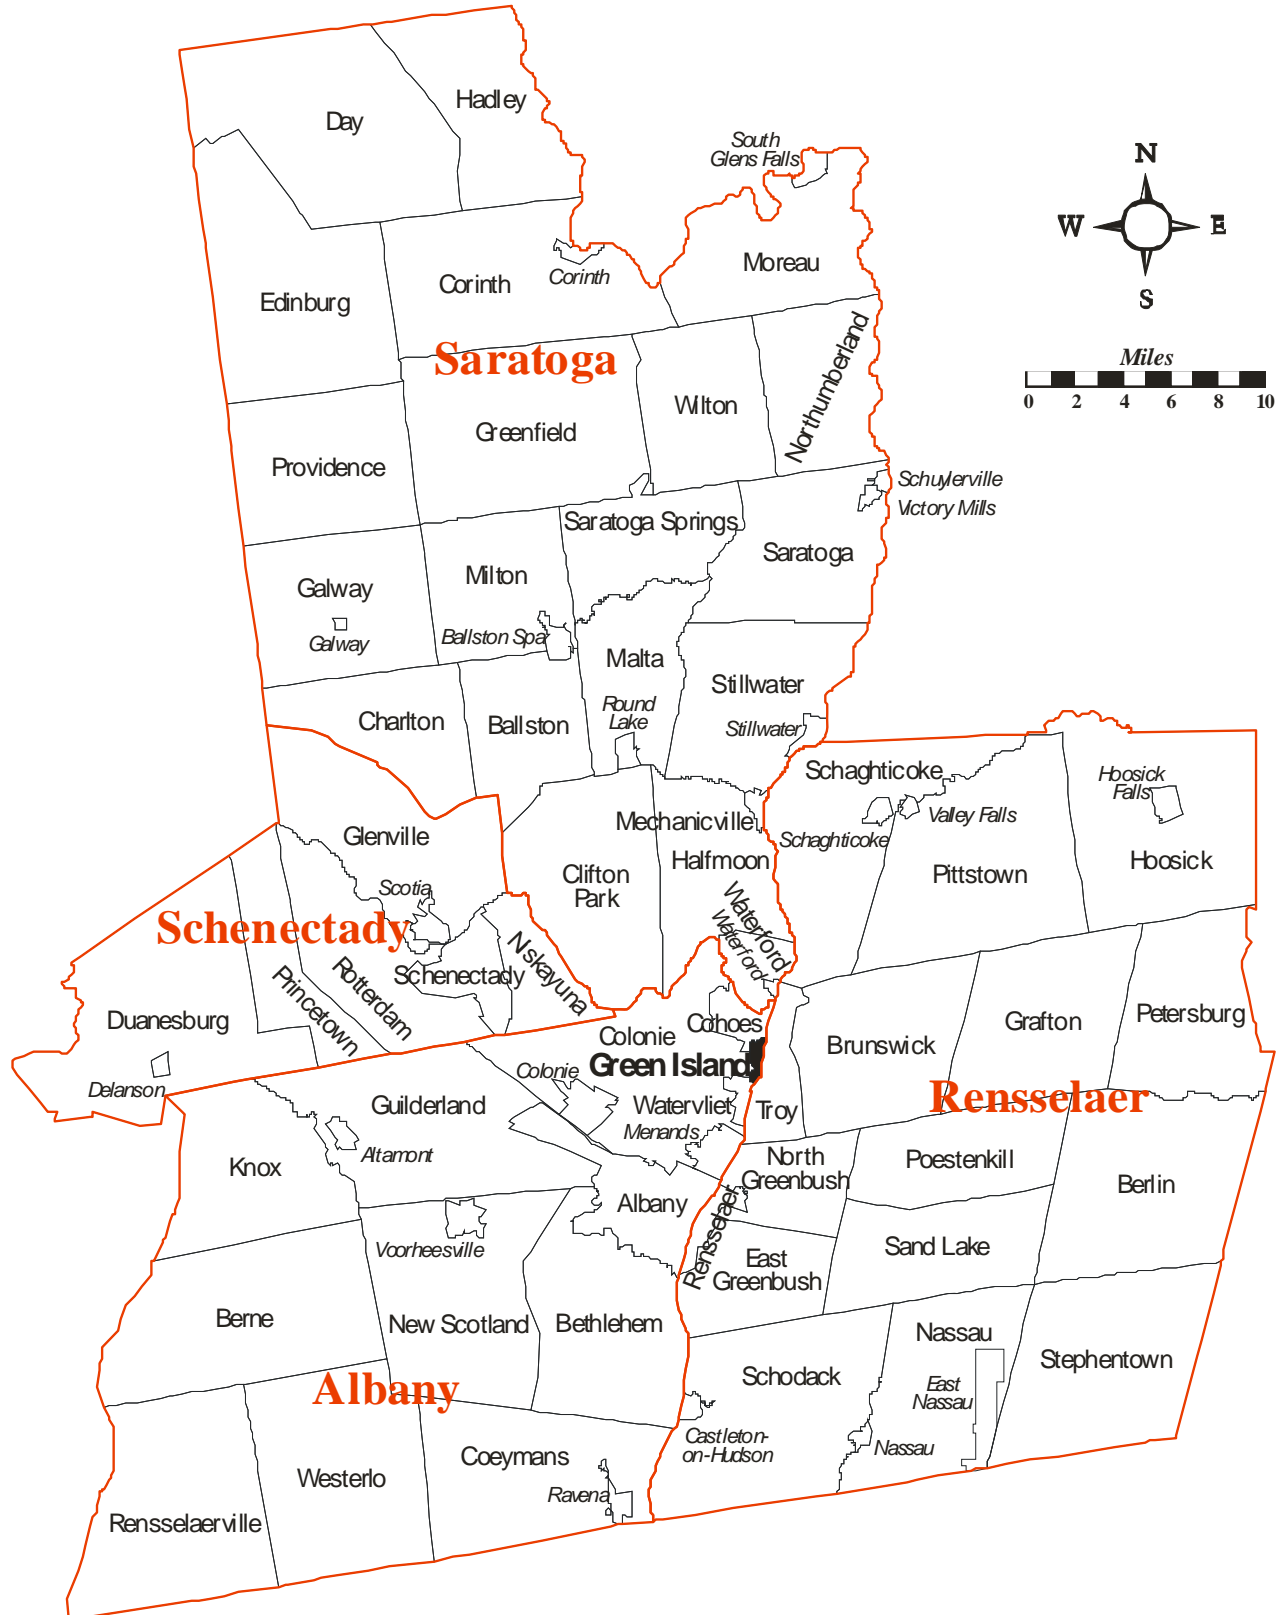 Hadley
Day
South
Glens Falls
N
W
E
S
Moreau
Corinth
Corinth
Edinburg
Northumberland
Saratoga
Miles
0 2 4 6 8 10
Wilton
Greenfield
Providence
Schuylerville
Victory Mills
Saratoga Springs
Saratoga
Milton
Galway
Galway
Ballston Spa
Malta
Stillwater
Round
Lake
Charlton
Ballston
Stillwater
Schaghticoke
Hoosick
Falls
Valley Falls
Mechanicville
Schaghticoke
Glenville
Halfmoon
Hoosick
Clifton
Park
Pittstown
Scotia
Waterford
Waterford
Schenectady
Niskayuna
Schenectady
Rotterdam
Princetown
Duanesburg
Cohoes
Colonie
Petersburg
Grafton
Brunswick
Green Island
Colonie
Delanson
Rensselaer
Guilderland
Watervliet
Troy
Menands
Altamont
Knox
North
Greenbush
Poestenkill
Berlin
Albany
Rensselaer
Voorheesville
Sand Lake
East
Greenbush
Berne
New Scotland
Bethlehem
Nassau
Stephentown
Schodack
Albany
East
Nassau
Castleton-
on-Hudson
Nassau
Coeymans
Westerlo
Ravena
Rensselaerville